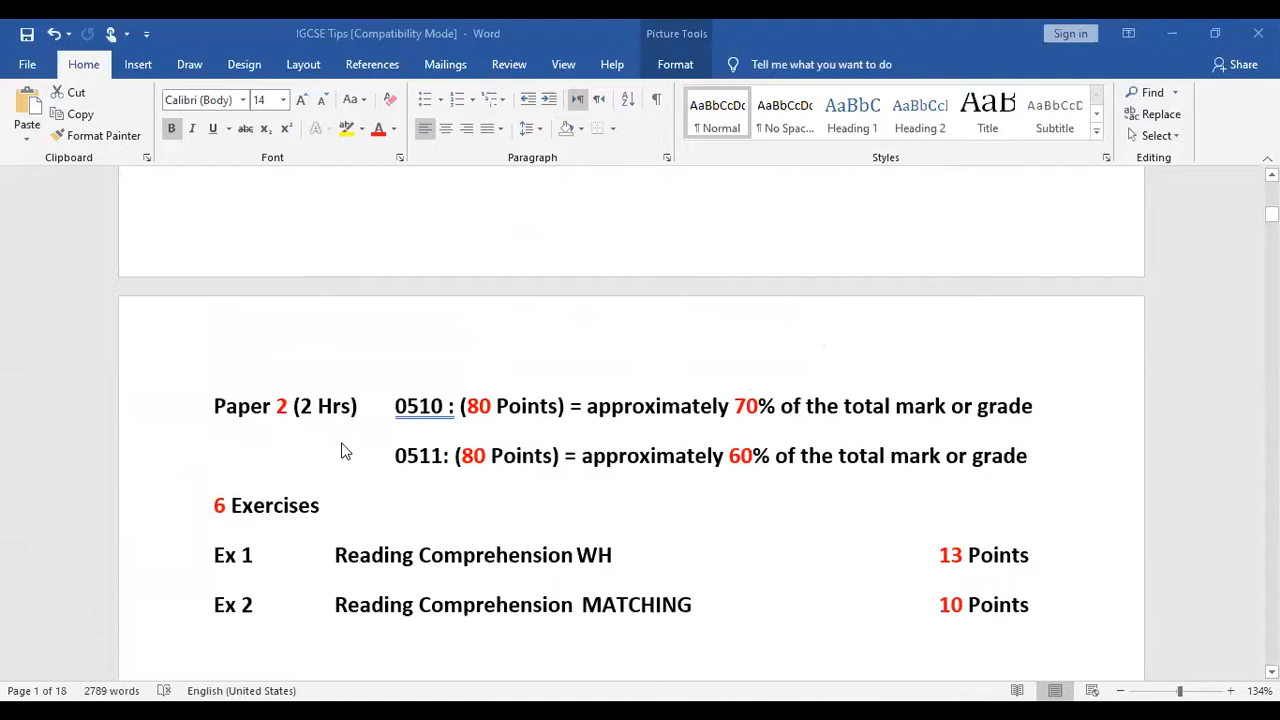 IGCSE Tips [Compatibility Mode] - Word
Picture Tools
Sign in
File Home Insert Draw Design Layout References Mailings Review View Help Format Tell me what you want to do Share
Paste
Cut
Copy
Format Painter
Clipboard
Calibri (Body) 14
Font
Paragraph
AaBbCcDc AaBbCcDc AaBbC AaBbCc AaB AaBbCcD
¶ Normal ¶ No Spac... Heading 1 Heading 2 Title Subtitle
Styles
Find
Replace
Select
Editing
Paper 2 (2 Hrs) 0510 : (80 Points) = approximately 70% of the total mark or grade
0511: (80 Points) = approximately 60% of the total mark or grade
6 Exercises
Ex 1 Reading Comprehension WH 13 Points
Ex 2 Reading Comprehension MATCHING 10 Points
Page 1 of 18 2789 words English (United States) 134%